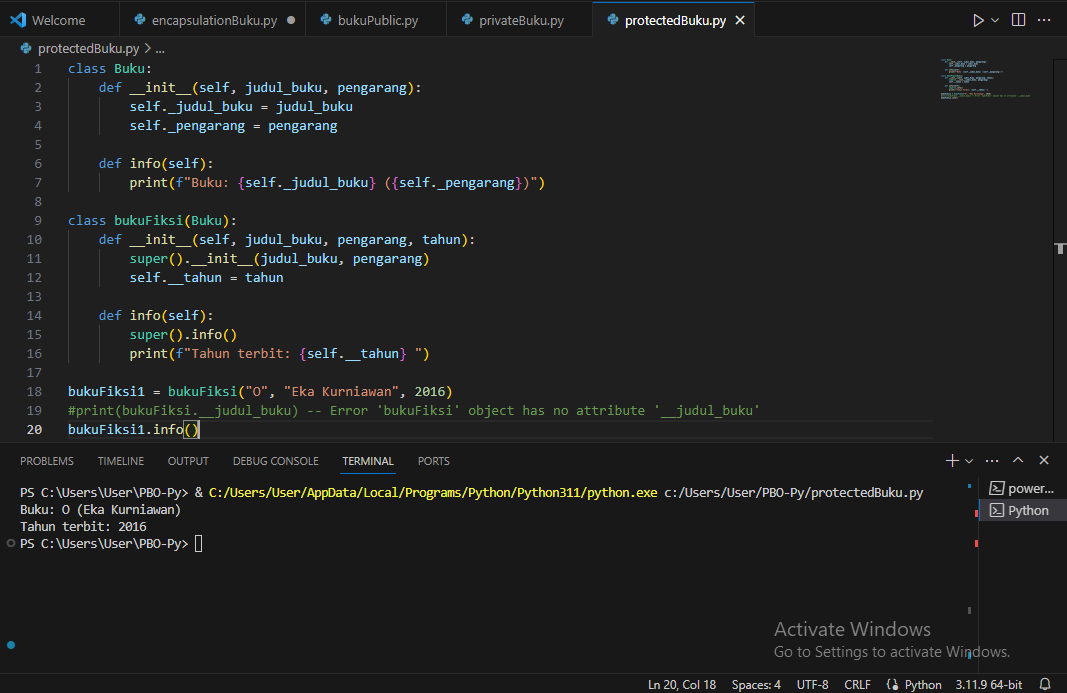 Welcome encapsulationBuku.py bukuPublic.py privateBuku.py protectedBuku.py
protectedBuku.py > ...
1 class Buku:
2     def __init__(self, judul_buku, pengarang):
3         self._judul_buku = judul_buku
4         self._pengarang = pengarang
5
6     def info(self):
7         print(f"Buku: {self._judul_buku} ({self._pengarang})")
8
9 class bukuFiksi(Buku):
10     def __init__(self, judul_buku, pengarang, tahun):
11         super().__init__(judul_buku, pengarang)
12         self.__tahun = tahun
13
14     def info(self):
15         super().info()
16         print(f"Tahun terbit: {self.__tahun} ")
17
18 bukuFiksi1 = bukuFiksi("O", "Eka Kurniawan", 2016)
19 #print(bukuFiksi.__judul_buku) -- Error 'bukuFiksi' object has no attribute '__judul_buku'
20 bukuFiksi1.info()
PROBLEMS TIMELINE OUTPUT DEBUG CONSOLE TERMINAL PORTS
PS C:\Users\User\PBO-Py> & C:/Users/User/AppData/Local/Programs/Python/Python311/python.exe c:/Users/User/PBO-Py/protectedBuku.py
Buku: O (Eka Kurniawan)
Tahun terbit: 2016
PS C:\Users\User\PBO-Py>
power...
Python
Activate Windows
Go to Settings to activate Windows.
Ln 20, Col 18 Spaces: 4 UTF-8 CRLF Python 3.11.9 64-bit